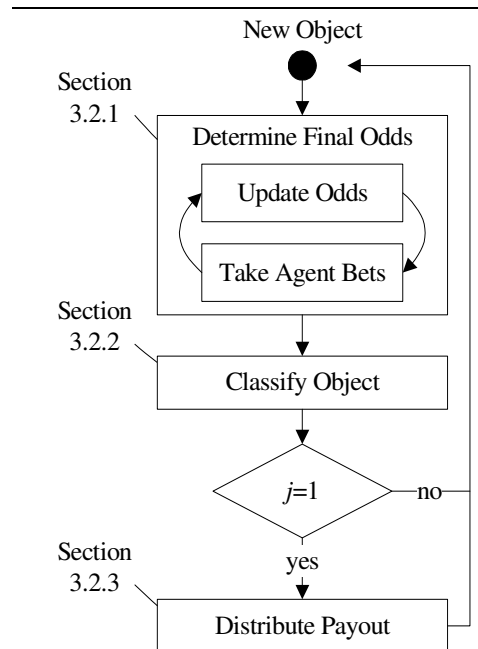 New Object
Section
3.2.1
Determine Final Odds
Update Odds
Take Agent Bets
Section
3.2.2
Classify Object
j=1
no
yes
Section
3.2.3
Distribute Payout